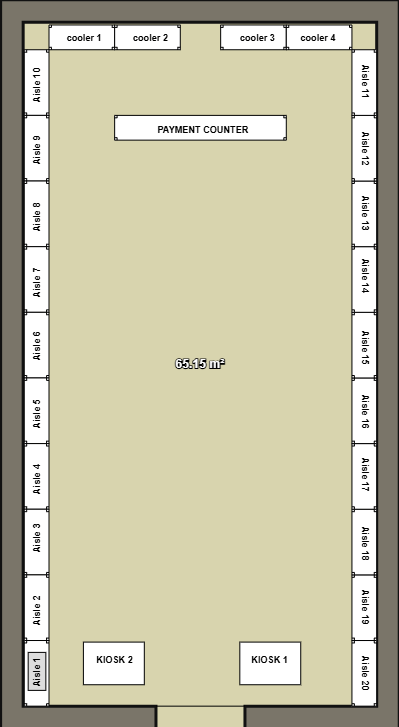 cooler 1
cooler 2
cooler 3
cooler 4
Aisle 10
Aisle 11
PAYMENT COUNTER
Aisle 9
Aisle 12
Aisle 8
Aisle 13
Aisle 7
Aisle 14
Aisle 6
Aisle 15
65.15 m²
Aisle 5
Aisle 16
Aisle 4
Aisle 17
Aisle 3
Aisle 18
Aisle 2
Aisle 19
KIOSK 2
KIOSK 1
Aisle 1
Aisle 20